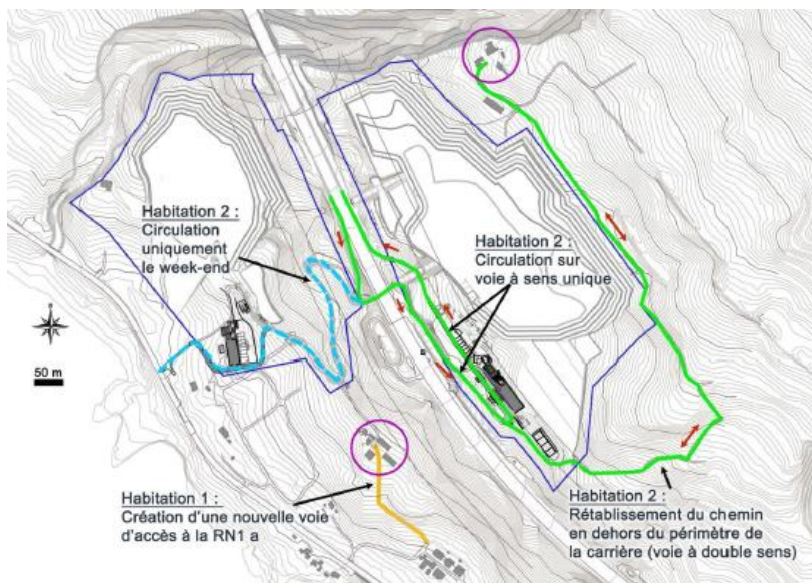 Habitation 2 :
Circulation
uniquement
le week-end
Habitation 2 :
Circulation sur
voie à sens unique
50 m
Habitation 1 :
Création d'une nouvelle voie
d'accès à la RN1 a
Habitation 2 :
Rétablissement du chemin
en dehors du périmètre de
la carrière (voie à double sens)